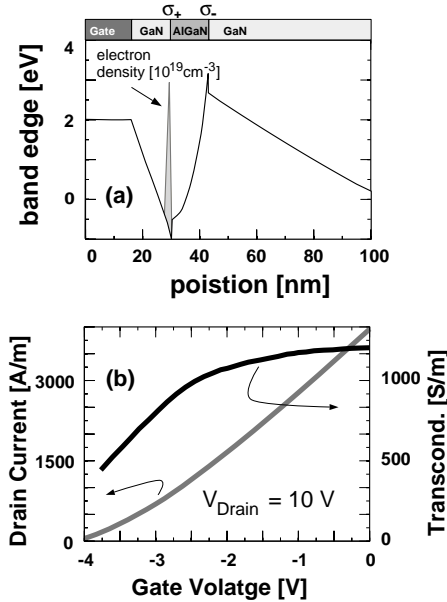 σ+ σ-
Gate GaN AlGaN GaN
electron
density [10^19cm-3]
band edge [eV]
4
2
0
(a)
0 20 40 60 80 100
poistion [nm]
(b)
Drain Current [A/m]
3000
1500
0
Transcond. [S/m]
1000
500
0
V_Drain = 10 V
-4 -3 -2 -1 0
Gate Volatge [V]